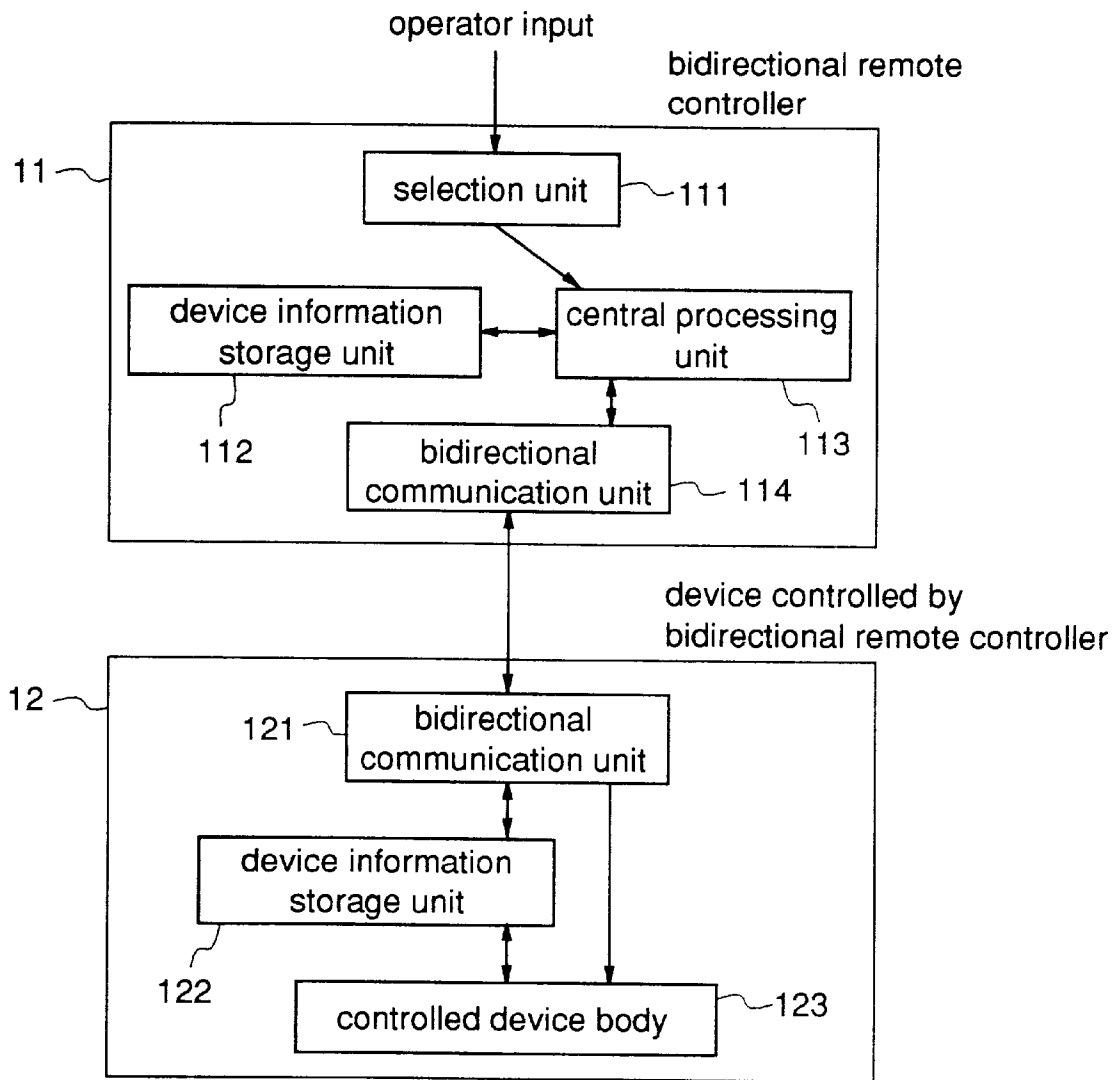 operator input
bidirectional remote
controller
11
selection unit
111
device information
storage unit
central processing
unit
112
113
bidirectional
communication unit
114
device controlled by
bidirectional remote controller
12
121
bidirectional
communication unit
device information
storage unit
122
controlled device body
123